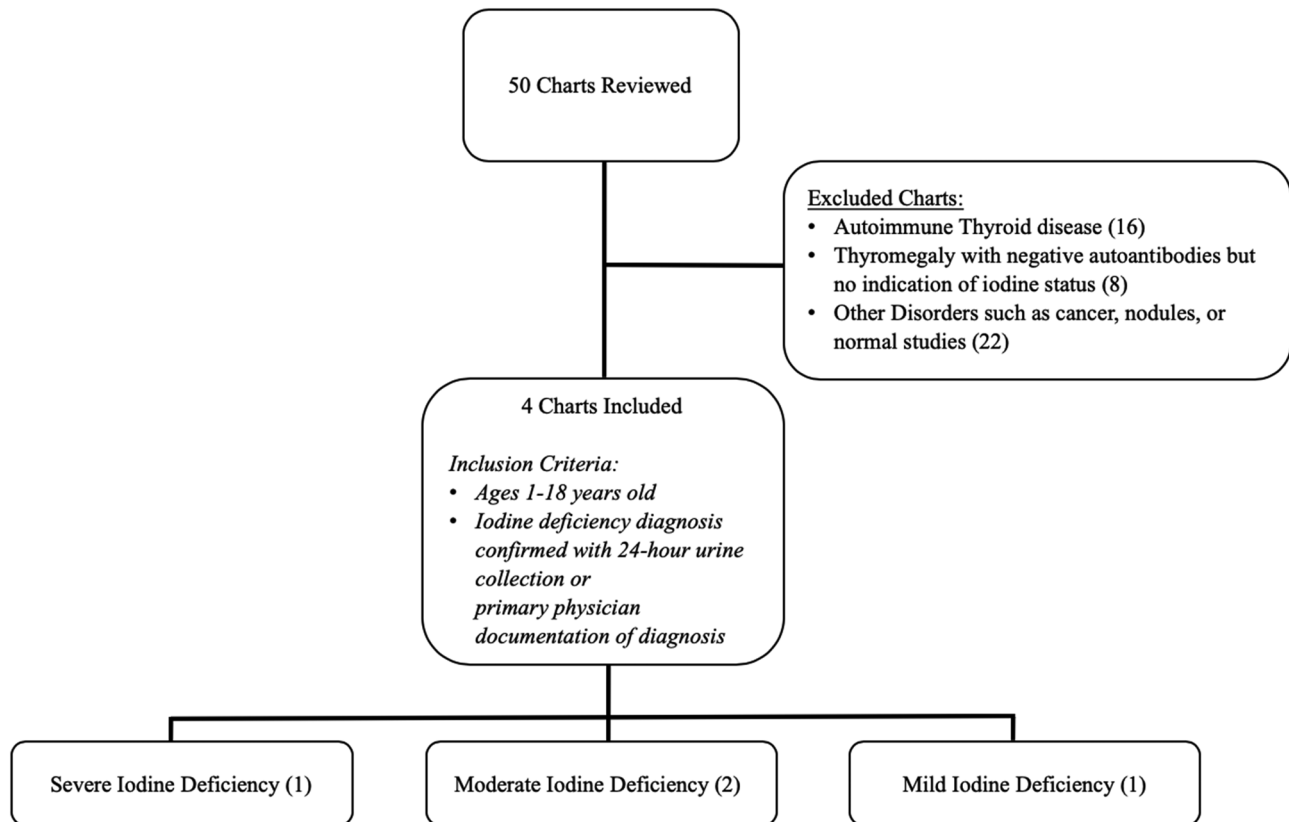 50 Charts Reviewed
Excluded Charts:
• Autoimmune Thyroid disease (16)
• Thyromegaly with negative autoantibodies but
no indication of iodine status (8)
• Other Disorders such as cancer, nodules, or
normal studies (22)
4 Charts Included
Inclusion Criteria:
• Ages 1-18 years old
• Iodine deficiency diagnosis
confirmed with 24-hour urine
collection or
primary physician
documentation of diagnosis
Severe Iodine Deficiency (1)
Moderate Iodine Deficiency (2)
Mild Iodine Deficiency (1)